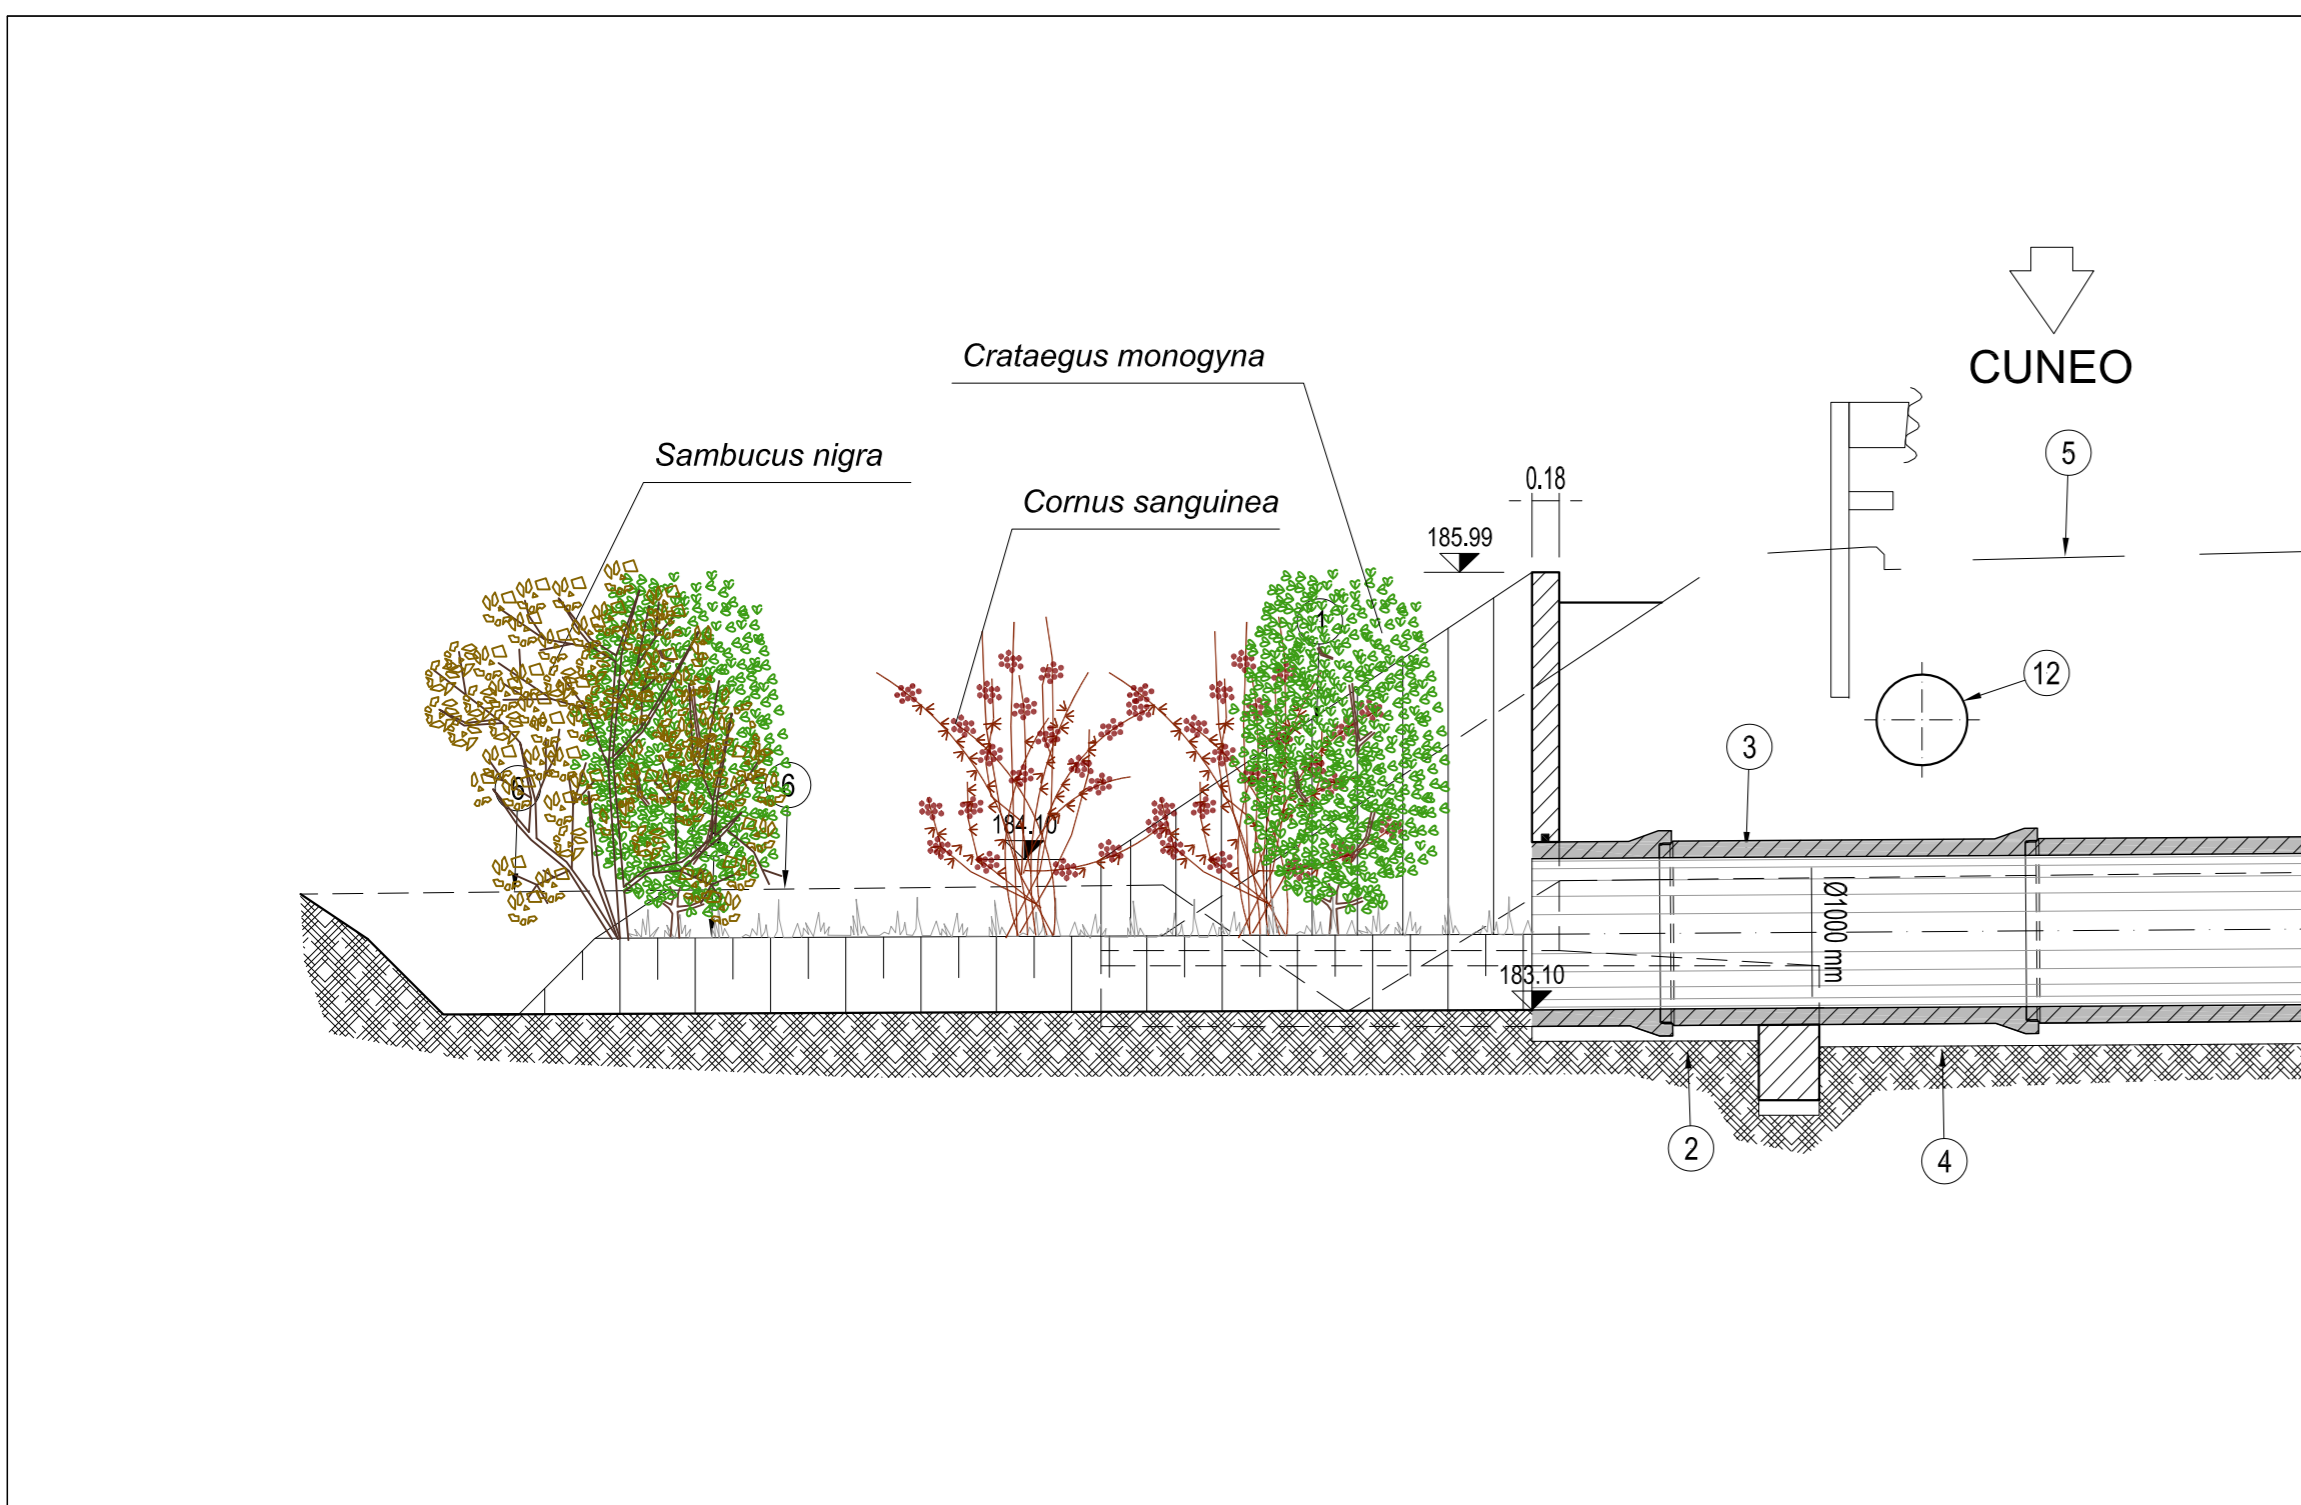 CUNEO
Crataegus monogyna
5
Sambucus nigra
0.18
Cornus sanguinea
185.99
1
12
3
6
6
184.10
Ø1000 mm
183.10
2
4